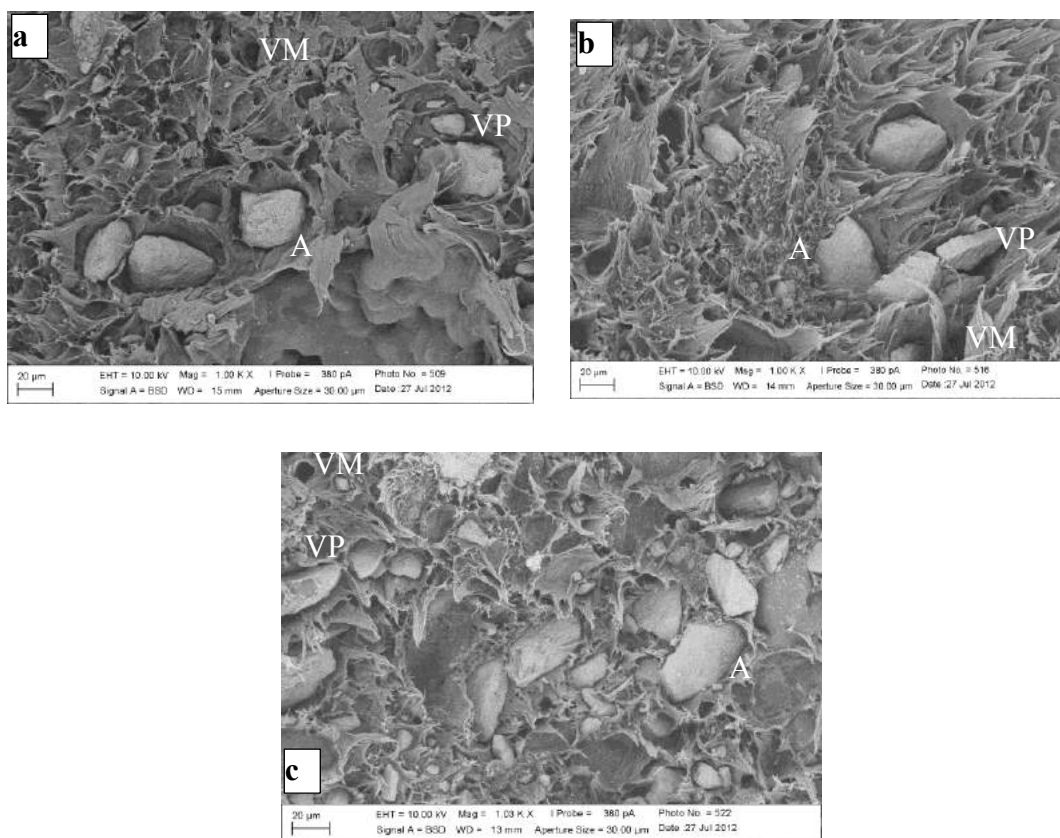 a
VM
VP
A
20 µm
EHT = 10.00 kV Mag = 1.00 K X I Probe = 380 pA Photo No. = 509
Signal A = BSD WD = 15 mm Aperture Size = 30.00 µm Date :27 Jul 2012
b
A
VP
VM
20 µm
EHT = 10.00 kV Mag = 1.00 K X I Probe = 380 pA Photo No. = 516
Signal A = BSD WD = 14 mm Aperture Size = 30.00 µm Date :27 Jul 2012
VM
VP
A
c
20 µm
EHT = 10.00 kV Mag = 1.03 K X I Probe = 380 pA Photo No. = 522
Signal A = BSD WD = 13 mm Aperture Size = 30.00 µm Date :27 Jul 2012